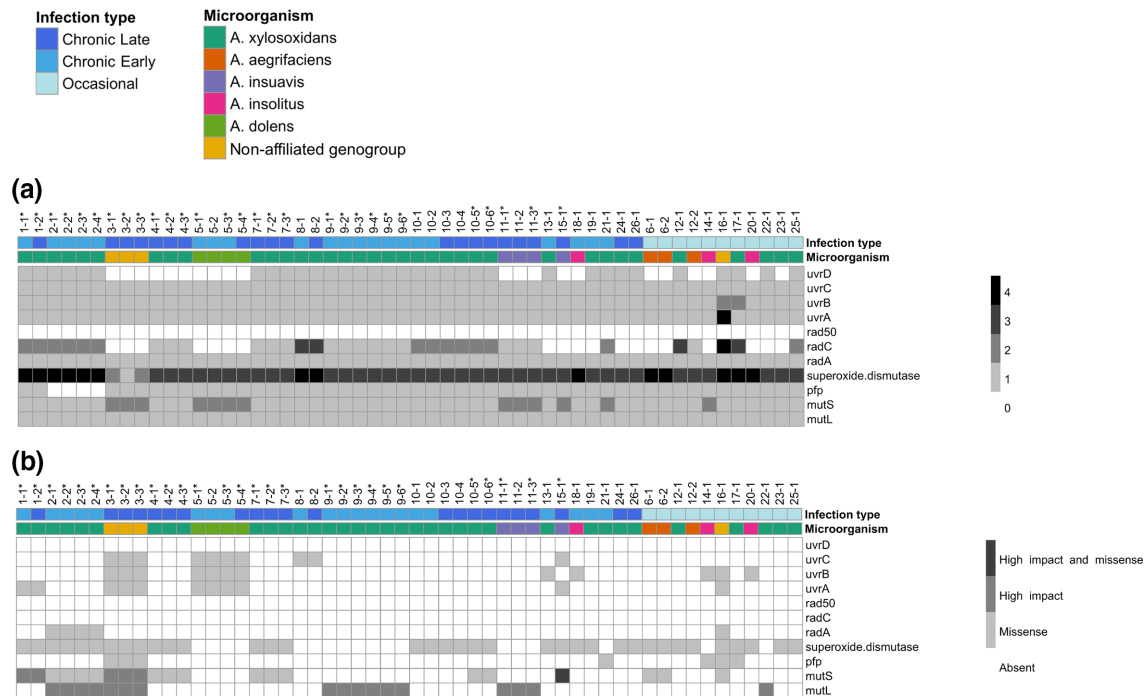 Infection type
Chronic Late
Chronic Early
Occasional
Microorganism
A. xylosoxidans
A. aegrifaciens
A. insuavis
A. insolitus
A. dolens
Non-affiliated genogroup
(a)
1-1* 1-2* 2-1* 2-2* 2-3* 2-4* 3-1* 3-2* 3-3* 4-1* 4-2* 4-3* 5-1* 5-2 5-3* 5-4* 7-1* 7-2* 7-3* 8-1 8-2 9-1* 9-2* 9-3* 9-4* 9-5* 9-6* 10-1 10-2 10-3 10-4 10-5* 10-6* 11-1* 11-2 11-3* 13-1 15-1* 18-1 19-1 21-1 24-1 26-1 6-1 6-2 12-1 12-2 14-1 16-1 17-1 20-1 22-1 23-1 25-1
Infection type
Microorganism
uvrD
uvrC
uvrB
uvrA
rad50
radC
radA
superoxide.dismutase
pfp
mutS
mutL
4
3
2
1
0
(b)
1-1* 1-2* 2-1* 2-2* 2-3* 2-4* 3-1* 3-2* 3-3* 4-1* 4-2* 4-3* 5-1* 5-2 5-3* 5-4* 7-1* 7-2* 7-3* 8-1 8-2 9-1* 9-2* 9-3* 9-4* 9-5* 9-6* 10-1 10-2 10-3 10-4 10-5* 10-6* 11-1* 11-2 11-3* 13-1 15-1* 18-1 19-1 21-1 24-1 26-1 6-1 6-2 12-1 12-2 14-1 16-1 17-1 20-1 22-1 23-1 25-1
Infection type
Microorganism
uvrD
uvrC
uvrB
uvrA
rad50
radC
radA
superoxide.dismutase
pfp
mutS
mutL
High impact and missense
High impact
Missense
Absent